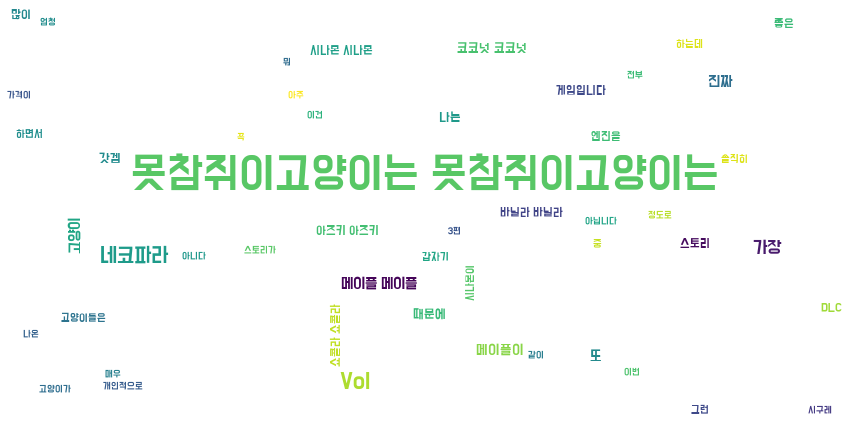 많이
엄청
좋은
하는데
시나몬 시나몬
코코넛 코코넛
뭐
전부
진짜
가격이
아주
게임입니다
이건
나는
하면서
꼭
엔진을
갓겜
못참쥐이고양이는 못참쥐이고양이는
솔직히
바닐라 바닐라
정도로
아닙니다
고양이
아즈키 아즈키
3편
네코파라
아니다
스토리가
갑자기
줄
스토리
가장
메이플 메이플
시나몬이
DLC
고양이들은
쇼콜라 쇼콜라
때문에
나온
메이플이
같이
또
매우
Vol
이번
고양이가
개인적으로
그런
시구레